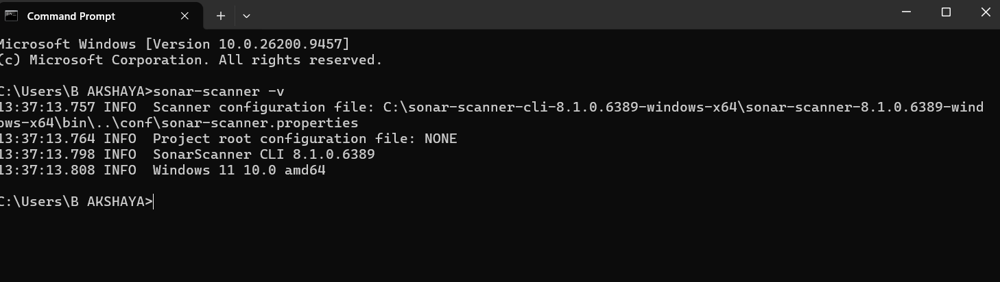 Command Prompt
Microsoft Windows [Version 10.0.26200.9457]
(c) Microsoft Corporation. All rights reserved.
C:\Users\B AKSHAYA>sonar-scanner -v
13:37:13.757 INFO  Scanner configuration file: C:\sonar-scanner-cli-8.1.0.6389-windows-x64\sonar-scanner-8.1.0.6389-wind
ows-x64\bin\..\conf\sonar-scanner.properties
13:37:13.764 INFO  Project root configuration file: NONE
13:37:13.798 INFO  SonarScanner CLI 8.1.0.6389
13:37:13.808 INFO  Windows 11 10.0 amd64
C:\Users\B AKSHAYA>